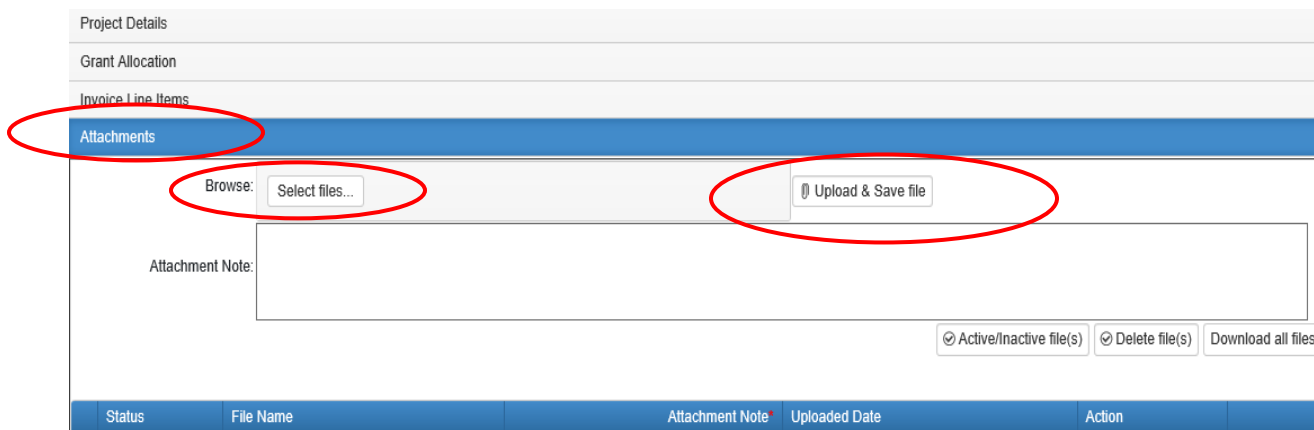 Project Details
Grant Allocation
Invoice Line Items
Attachments
Browse: Select files... Upload & Save file
Attachment Note:
Active/Inactive file(s) Delete file(s) Download all files
Status File Name Attachment Note* Uploaded Date Action